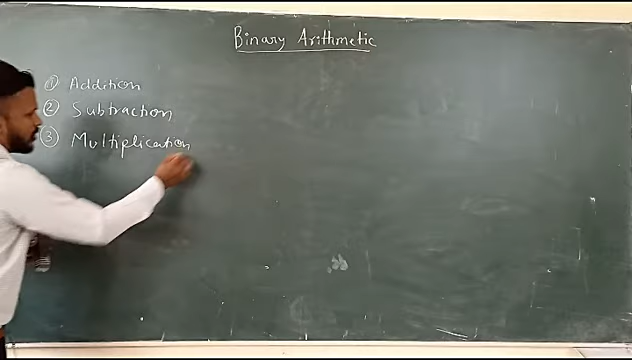 Binary Arithmetic
① Addition
② Subtraction
③ Multiplication